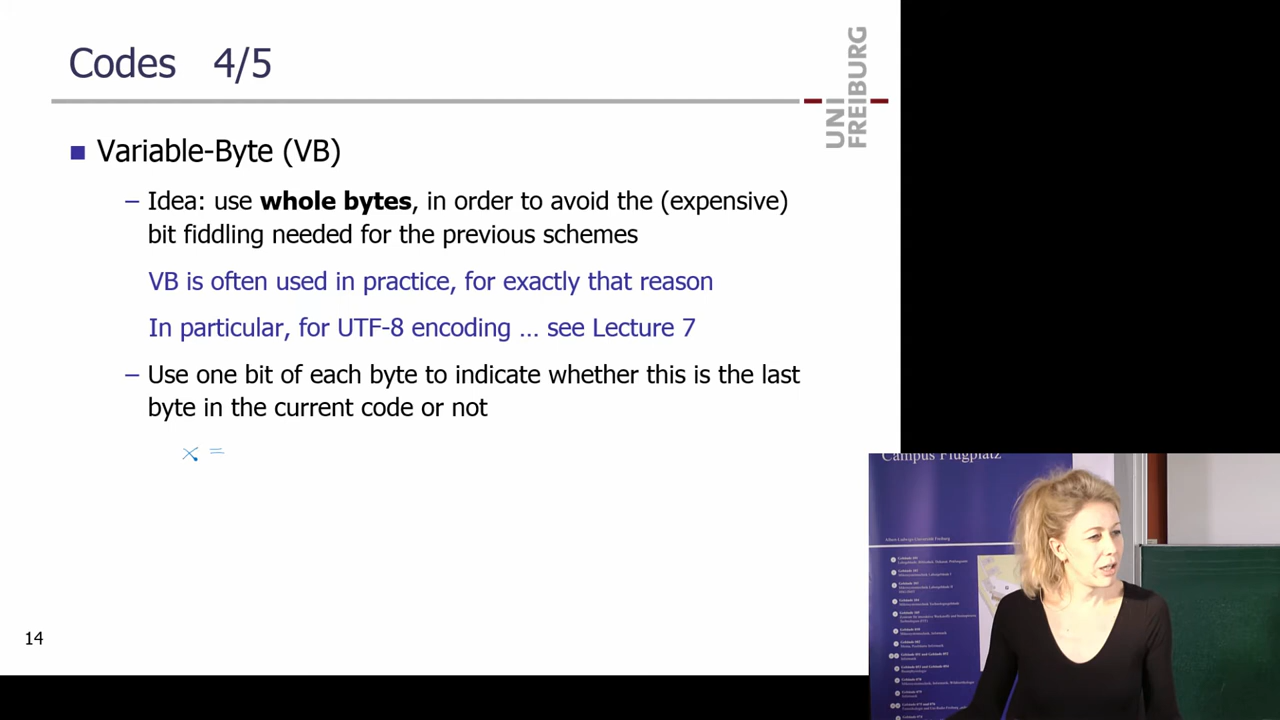 Codes 4/5
UNI
FREIBURG
■ Variable-Byte (VB)
– Idea: use whole bytes, in order to avoid the (expensive)
bit fiddling needed for the previous schemes
VB is often used in practice, for exactly that reason
In particular, for UTF-8 encoding … see Lecture 7
– Use one bit of each byte to indicate whether this is the last
byte in the current code or not
x =
14
Campus Flugplatz